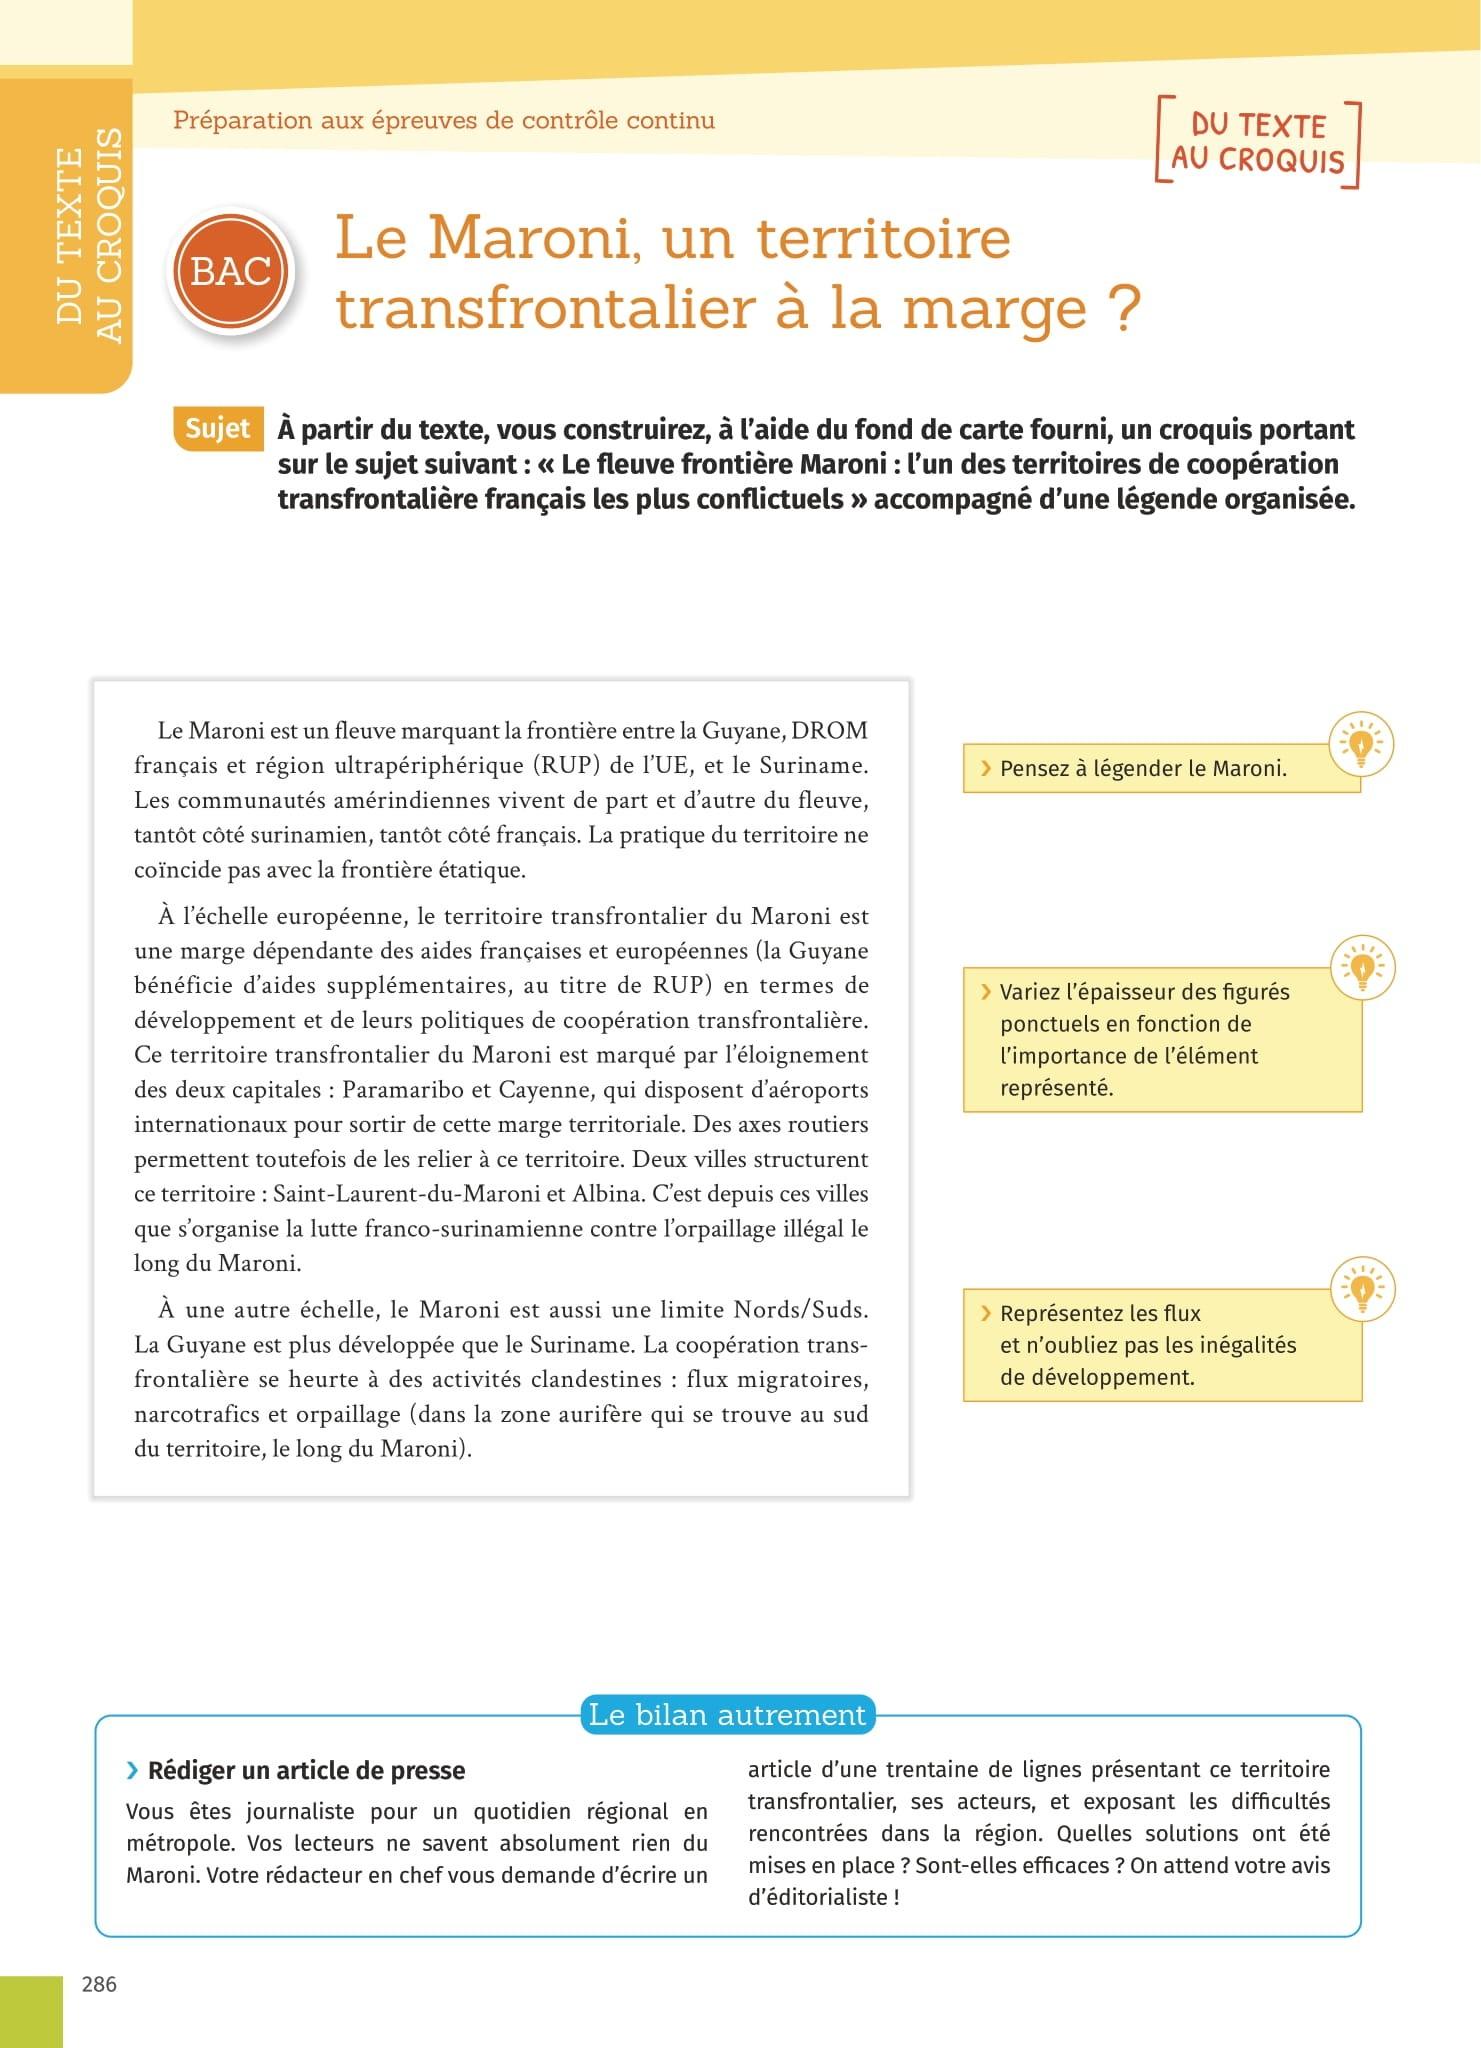 DU TEXTE
AU CROQUIS
Préparation aux épreuves de contrôle continu
DU TEXTE
AU CROQUIS
BAC
Le Maroni, un territoire
transfrontalier à la marge ?
Sujet
À partir du texte, vous construirez, à l’aide du fond de carte fourni, un croquis portant
sur le sujet suivant : « Le fleuve frontière Maroni : l’un des territoires de coopération
transfrontalière français les plus conflictuels » accompagné d’une légende organisée.
Le Maroni est un fleuve marquant la frontière entre la Guyane, DROM
français et région ultrapériphérique (RUP) de l’UE, et le Suriname.
Les communautés amérindiennes vivent de part et d’autre du fleuve,
tantôt côté surinamien, tantôt côté français. La pratique du territoire ne
coïncide pas avec la frontière étatique.
À l’échelle européenne, le territoire transfrontalier du Maroni est
une marge dépendante des aides françaises et européennes (la Guyane
bénéficie d’aides supplémentaires, au titre de RUP) en termes de
développement et de leurs politiques de coopération transfrontalière.
Ce territoire transfrontalier du Maroni est marqué par l’éloignement
des deux capitales : Paramaribo et Cayenne, qui disposent d’aéroports
internationaux pour sortir de cette marge territoriale. Des axes routiers
permettent toutefois de les relier à ce territoire. Deux villes structurent
ce territoire : Saint-Laurent-du-Maroni et Albina. C’est depuis ces villes
que s’organise la lutte franco-surinamienne contre l’orpaillage illégal le
long du Maroni.
À une autre échelle, le Maroni est aussi une limite Nords/Suds.
La Guyane est plus développée que le Suriname. La coopération trans-
frontalière se heurte à des activités clandestines : flux migratoires,
narcotrafics et orpaillage (dans la zone aurifère qui se trouve au sud
du territoire, le long du Maroni).
› Pensez à légender le Maroni.
› Variez l’épaisseur des figurés
ponctuels en fonction de
l’importance de l’élément
représenté.
› Représentez les flux
et n’oubliez pas les inégalités
de développement.
Le bilan autrement
› Rédiger un article de presse
Vous êtes journaliste pour un quotidien régional en
métropole. Vos lecteurs ne savent absolument rien du
Maroni. Votre rédacteur en chef vous demande d’écrire un
article d’une trentaine de lignes présentant ce territoire
transfrontalier, ses acteurs, et exposant les difficultés
rencontrées dans la région. Quelles solutions ont été
mises en place ? Sont-elles efficaces ? On attend votre avis
d’éditorialiste !
286